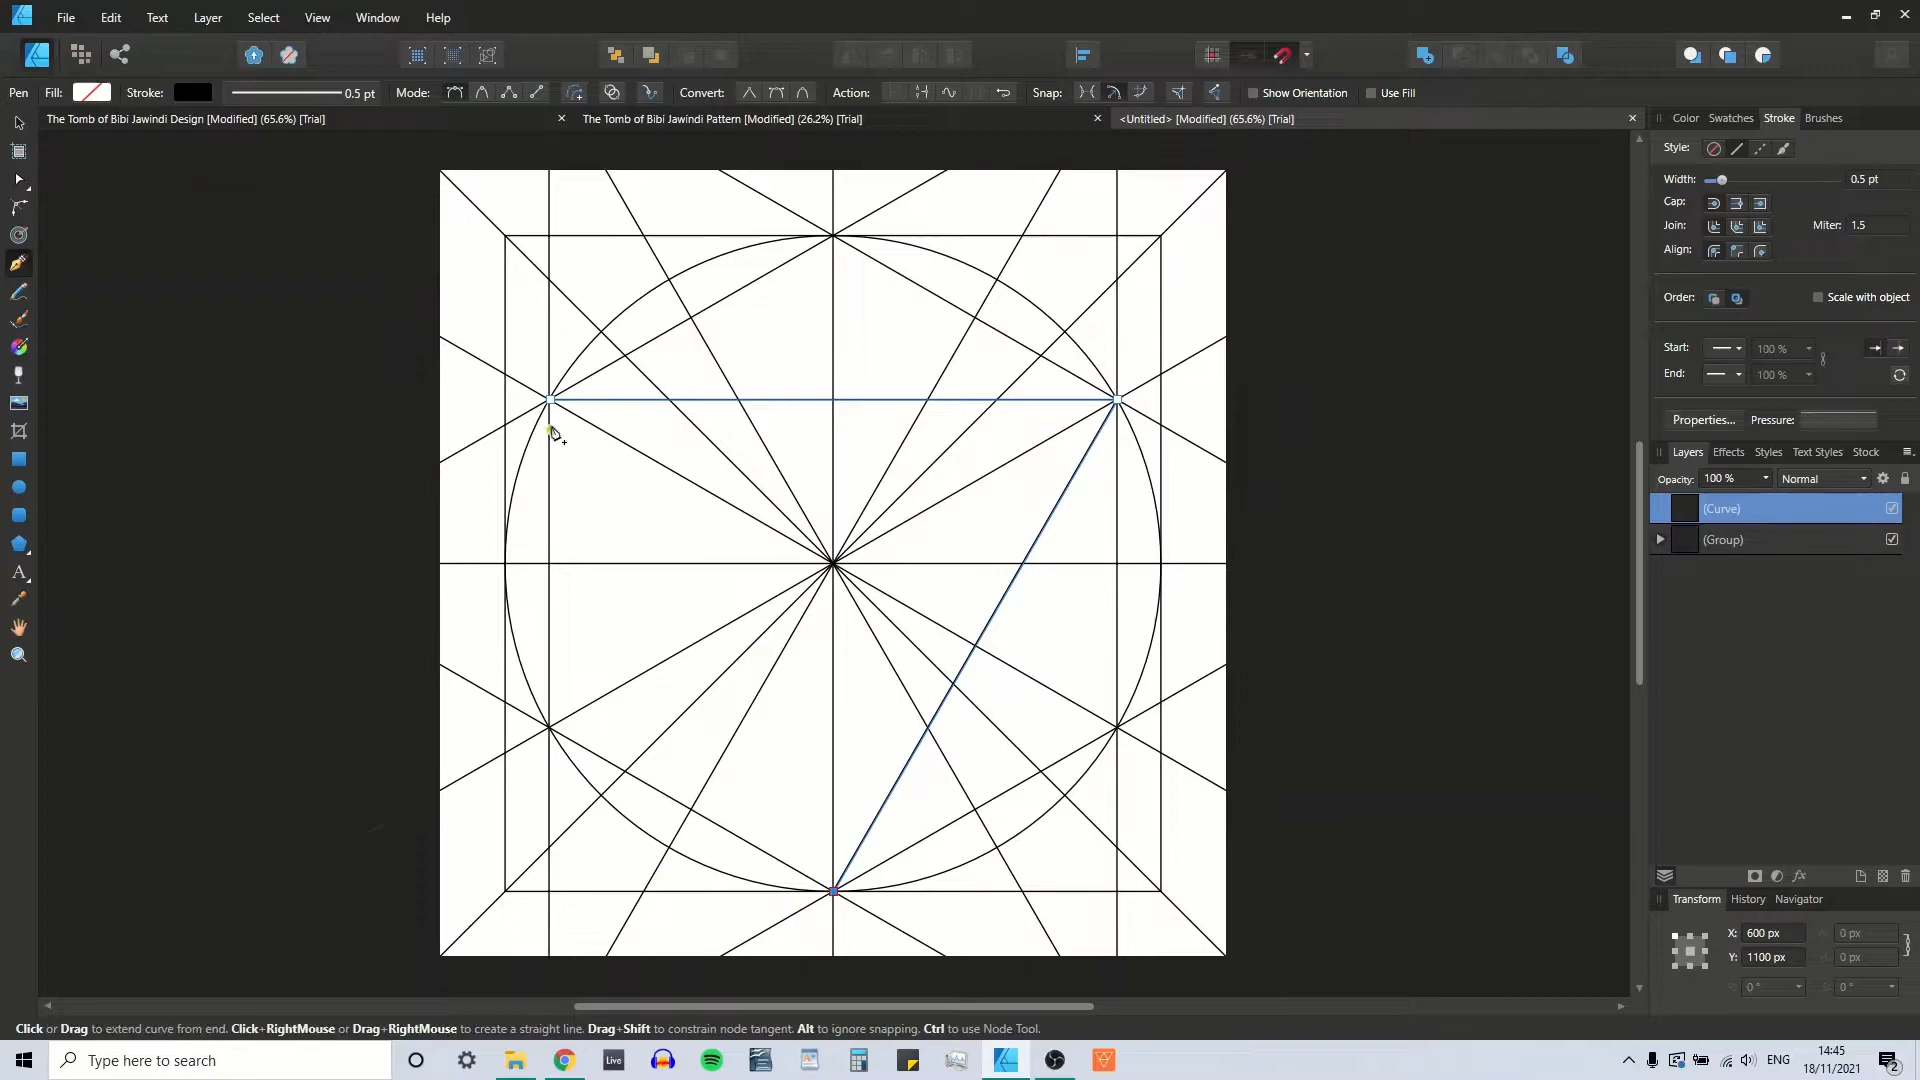 File Edit Text Layer Select View Window Help
Pen Fill: Stroke: 0.5 pt Mode: Convert: Action: Snap: Show Orientation Use Fill
The Tomb of Bibi Jawindi Design [Modified] (65.6%) [Trial] The Tomb of Bibi Jawindi Pattern [Modified] (26.2%) [Trial] <Untitled> [Modified] (65.6%) [Trial]
Color Swatches Stroke Brushes
Style:
Width: 0.5 pt
Cap:
Join: Miter: 1.5
Align:
Order: Scale with object
Start: 100 %
End: 100 %
Properties... Pressure:
Layers Effects Styles Text Styles Stock
Opacity: 100 % Normal
(Curve)
(Group)
Transform History Navigator
X: 600 px 0 px
Y: 1100 px 0 px
0 ° 0 °
Click or Drag to extend curve from end. Click+RightMouse or Drag+RightMouse to create a straight line. Drag+Shift to constrain node tangent. Alt to ignore snapping. Ctrl to use Node Tool.
Type here to search
Live
ENG
14:45
18/11/2021
2